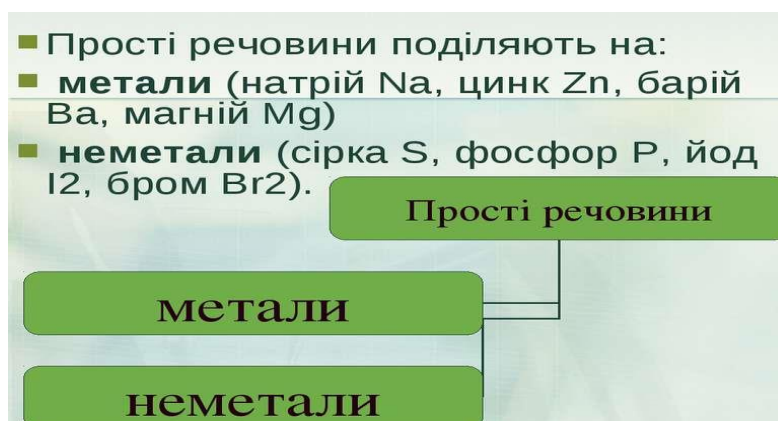 Прості речовини поділяють на:
метали (натрій Na, цинк Zn, барій
Ba, магній Mg)
неметали (сірка S, фосфор P, йод
I2, бром Br2).
Прості речовини
метали
неметали